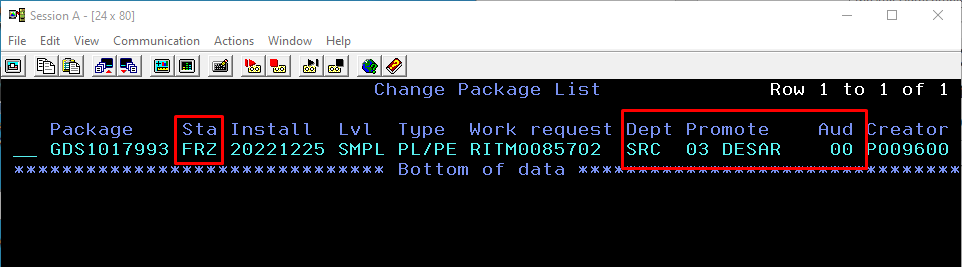 Session A - [24 x 80]
File Edit View Communication Actions Window Help
Change Package List Row 1 to 1 of 1
Package Sta Install Lvl Type Work request Dept Promote Aud Creator
__ GDS1017993 FRZ 20221225 SMPL PL/PE RITM0085702 SRC 03 DESAR 00 P009600
******************************* Bottom of data *******************************